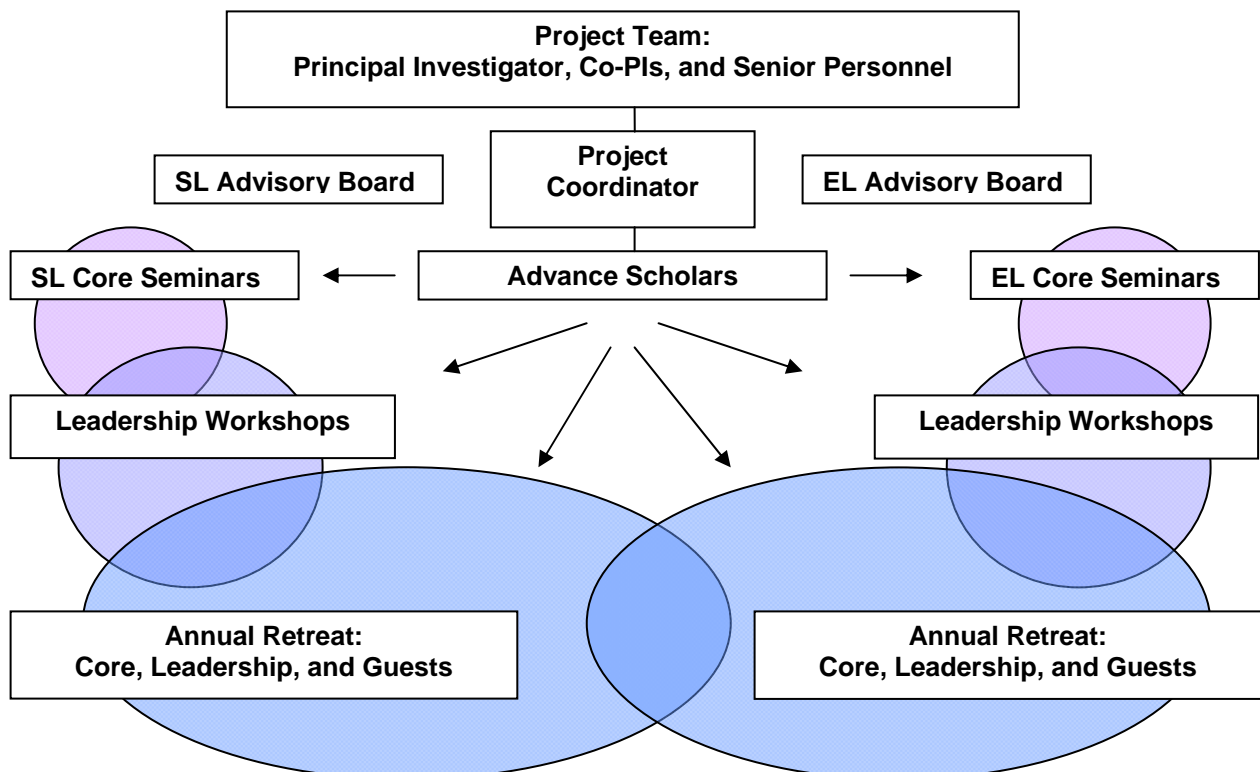 Project Team:
Principal Investigator, Co-PIs, and Senior Personnel
Project
Coordinator
SL Advisory Board
EL Advisory Board
SL Core Seminars
Advance Scholars
EL Core Seminars
Leadership Workshops
Leadership Workshops
Annual Retreat:
Core, Leadership, and Guests
Annual Retreat:
Core, Leadership, and Guests